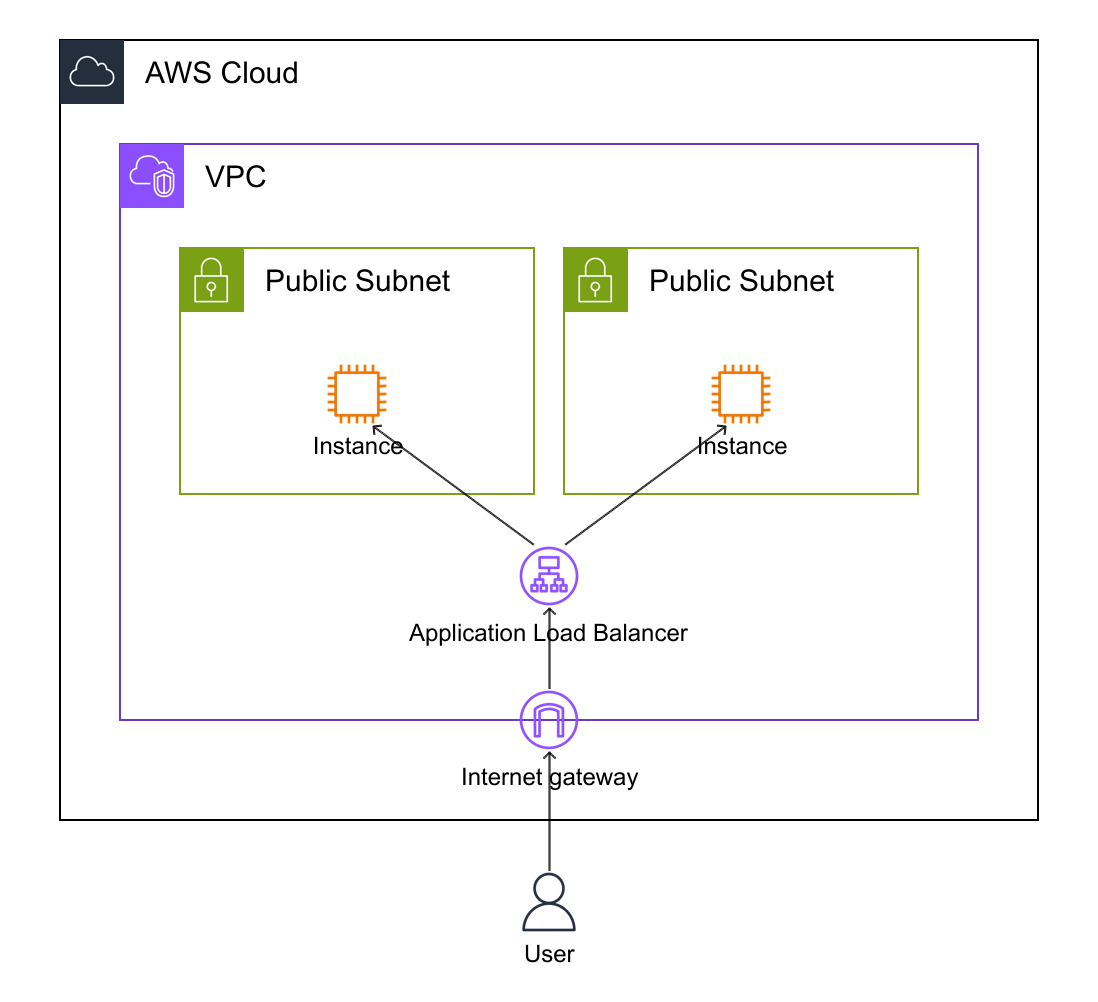 AWS Cloud
VPC
Public Subnet
Public Subnet
Instance
Instance
Application Load Balancer
Internet gateway
User